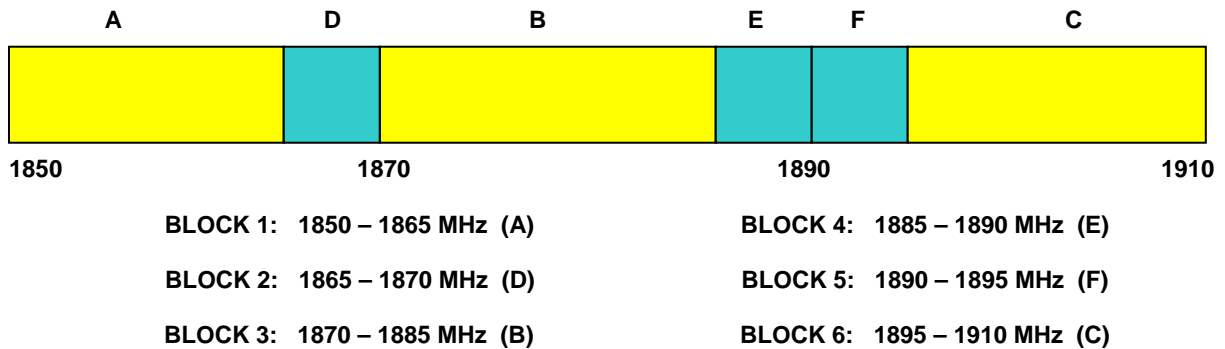 A D B E F C
1850 1870 1890 1910
BLOCK 1: 1850 – 1865 MHz (A) BLOCK 4: 1885 – 1890 MHz (E)
BLOCK 2: 1865 – 1870 MHz (D) BLOCK 5: 1890 – 1895 MHz (F)
BLOCK 3: 1870 – 1885 MHz (B) BLOCK 6: 1895 – 1910 MHz (C)